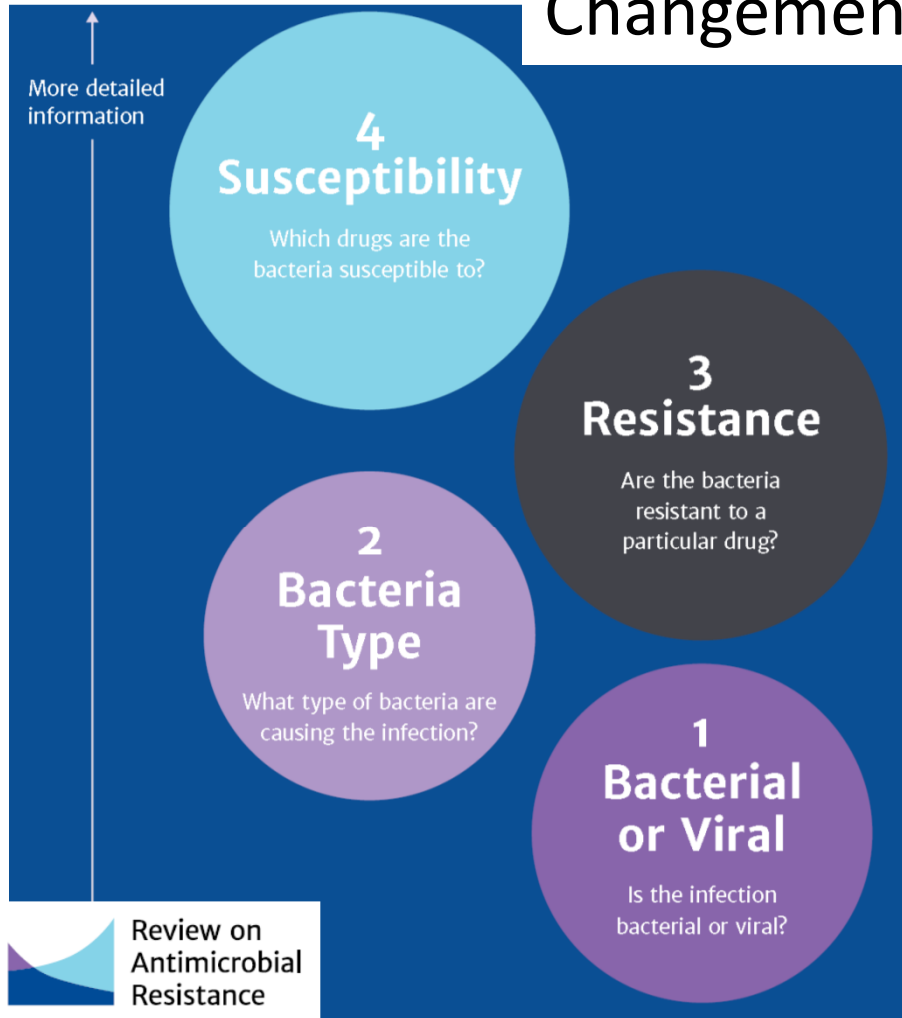 Changemen
More detailed
information
4
Susceptibility
Which drugs are the
bacteria susceptible to?
3
Resistance
Are the bacteria
resistant to a
particular drug?
2
Bacteria
Type
What type of bacteria are
causing the infection?
1
Bacterial
or Viral
Is the infection
bacterial or viral?
Review on
Antimicrobial
Resistance